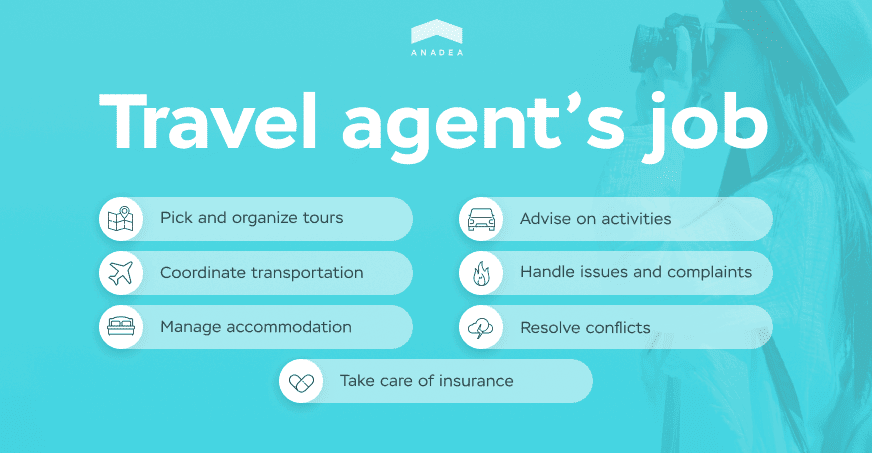 ANADEA
Travel agent's job
Pick and organize tours
Advise on activities
Coordinate transportation
Handle issues and complaints
Manage accommodation
Resolve conflicts
Take care of insurance